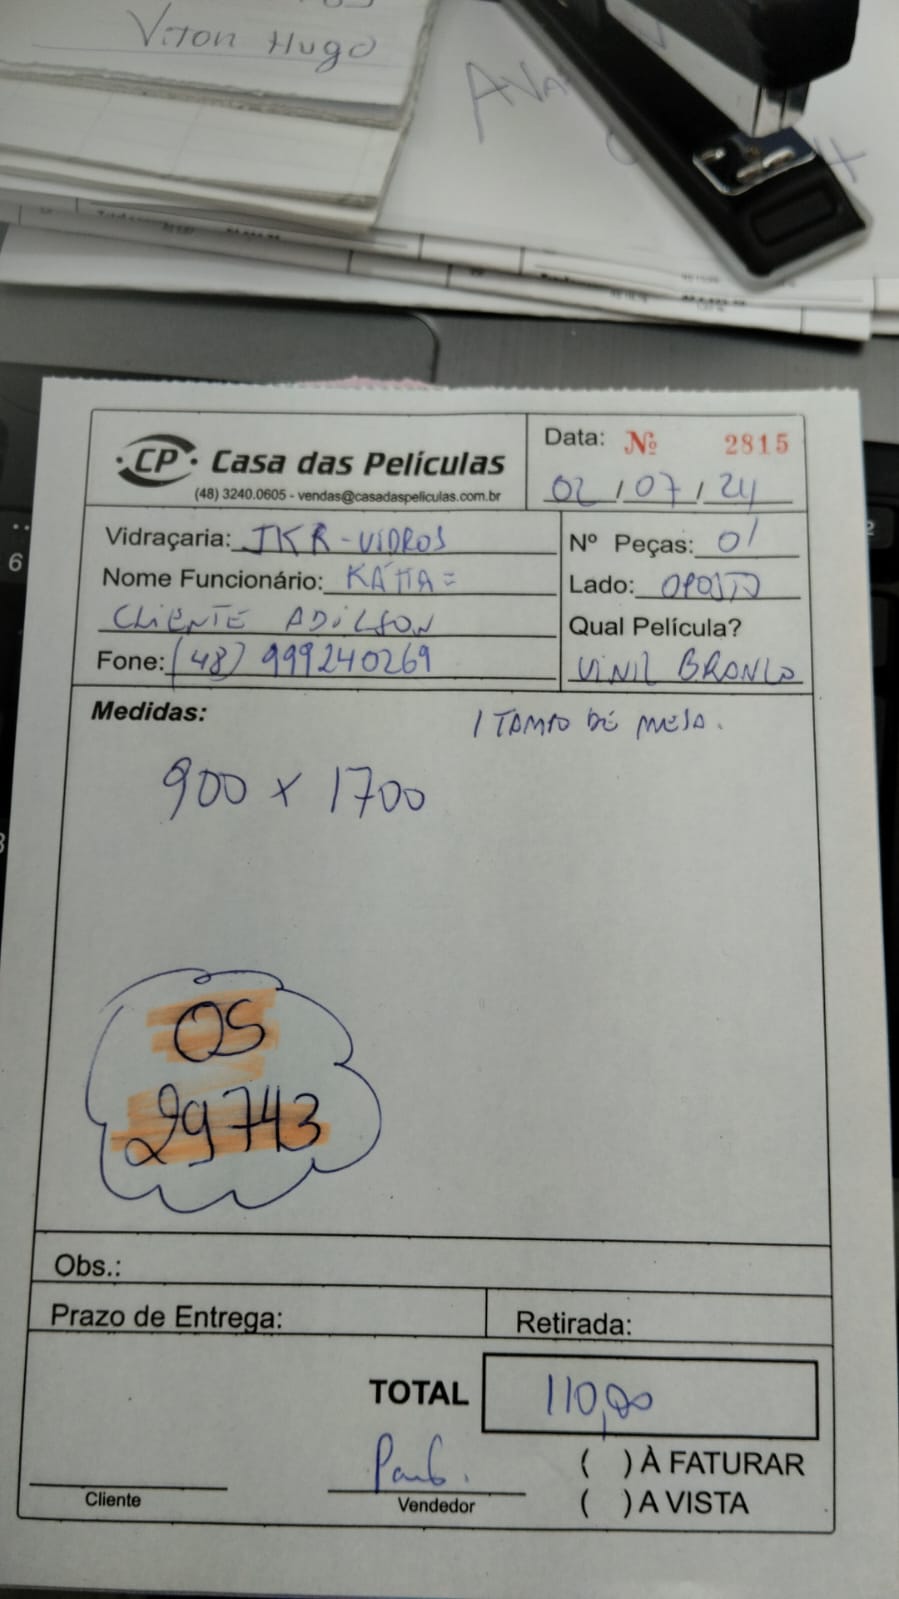 Viton Hugo
CP Casa das Películas
(48) 3240.0605 - vendas@casadaspeliculas.com.br
Data: Nº 2815
02 / 07 / 24
Vidraçaria: JKR-VIDROS
Nome Funcionário: KÁTIA =
CLIENTE ADILSON
Fone: (48) 999240269
Nº Peças: 01
Lado: OPOSTO
Qual Película?
VINIL BRANCO
Medidas:
1 TAMPO DE MESA.
900 x 1700
OS
29743
Obs.:
Prazo de Entrega:
Retirada:
TOTAL 110,00
Cliente
Vendedor
( ) À FATURAR
( ) A VISTA